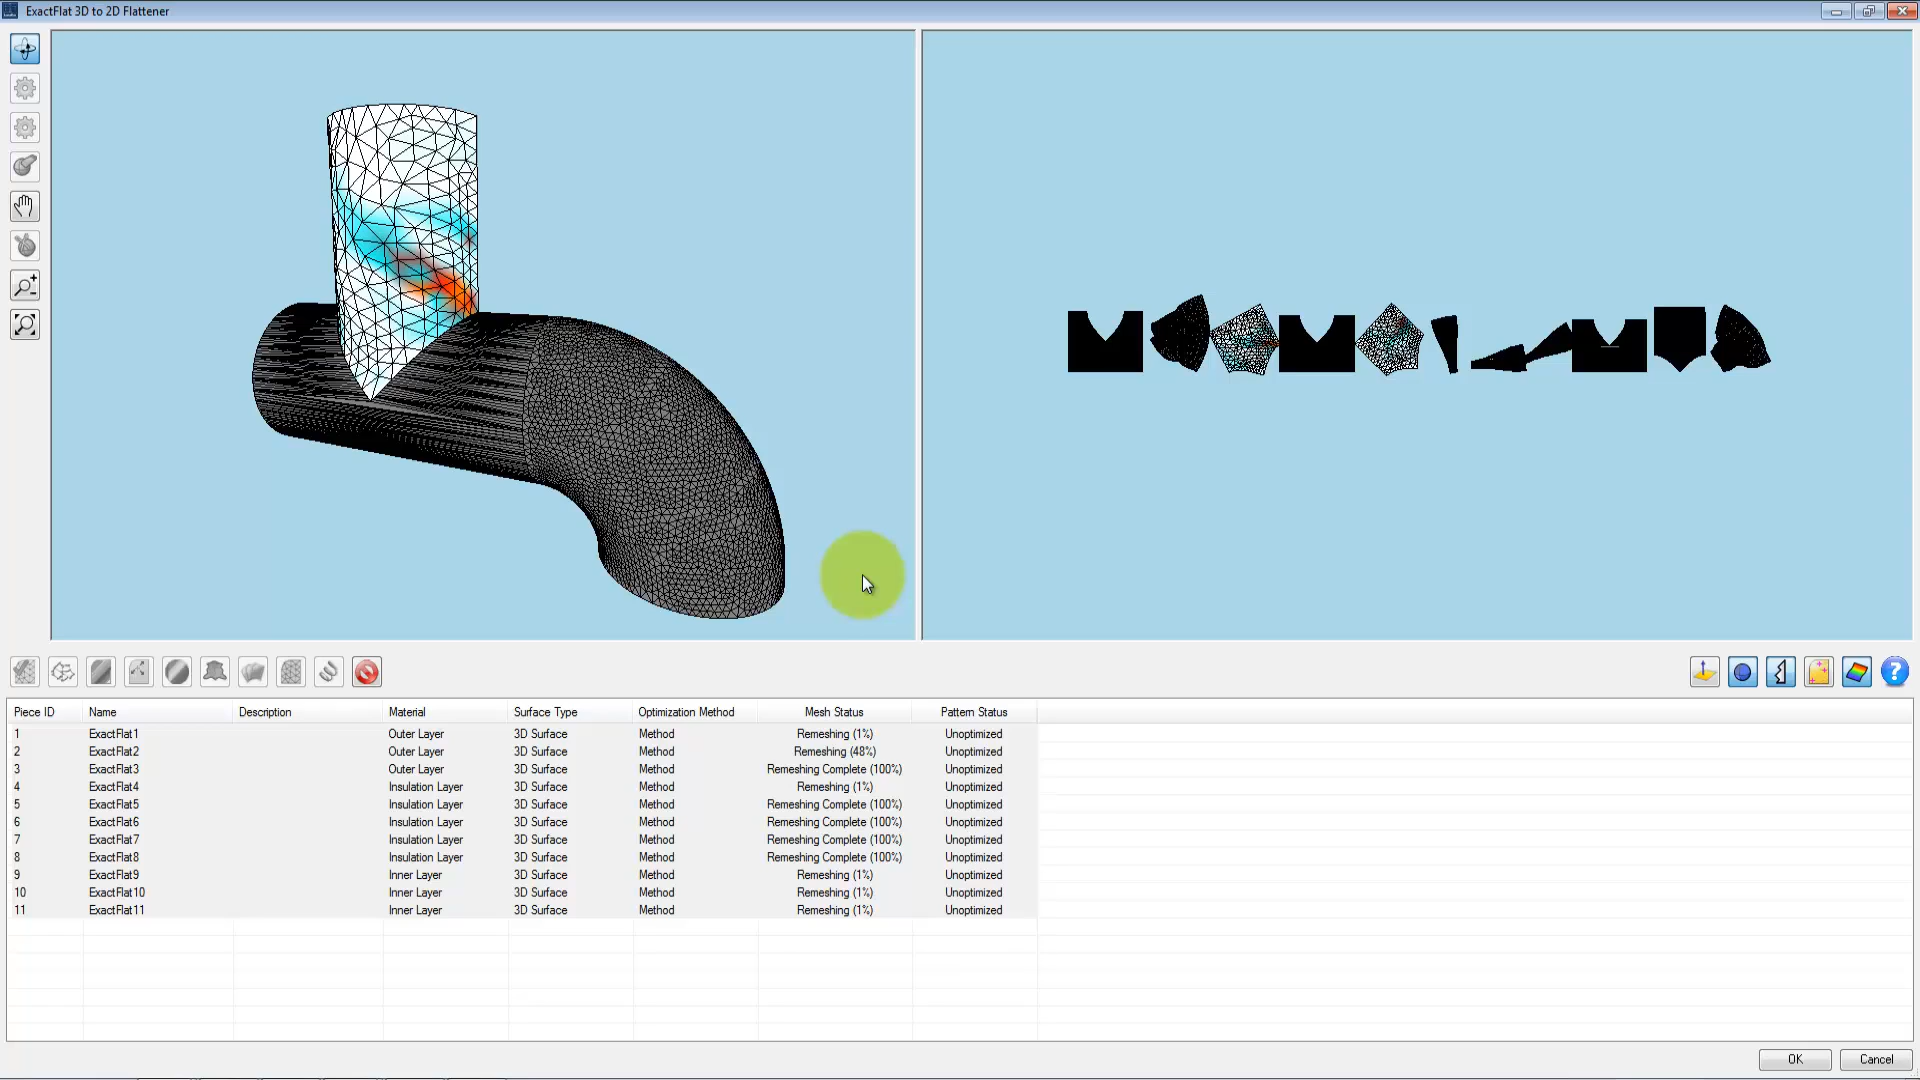 ExactFlat 3D to 2D Flattener
Piece ID Name Description Material Surface Type Optimization Method Mesh Status Pattern Status
1 ExactFlat1 Outer Layer 3D Surface Method Remeshing (1%) Unoptimized
2 ExactFlat2 Outer Layer 3D Surface Method Remeshing (48%) Unoptimized
3 ExactFlat3 Outer Layer 3D Surface Method Remeshing Complete (100%) Unoptimized
4 ExactFlat4 Insulation Layer 3D Surface Method Remeshing (1%) Unoptimized
5 ExactFlat5 Insulation Layer 3D Surface Method Remeshing Complete (100%) Unoptimized
6 ExactFlat6 Insulation Layer 3D Surface Method Remeshing Complete (100%) Unoptimized
7 ExactFlat7 Insulation Layer 3D Surface Method Remeshing Complete (100%) Unoptimized
8 ExactFlat8 Insulation Layer 3D Surface Method Remeshing Complete (100%) Unoptimized
9 ExactFlat9 Inner Layer 3D Surface Method Remeshing (1%) Unoptimized
10 ExactFlat10 Inner Layer 3D Surface Method Remeshing (1%) Unoptimized
11 ExactFlat11 Inner Layer 3D Surface Method Remeshing (1%) Unoptimized
OK Cancel